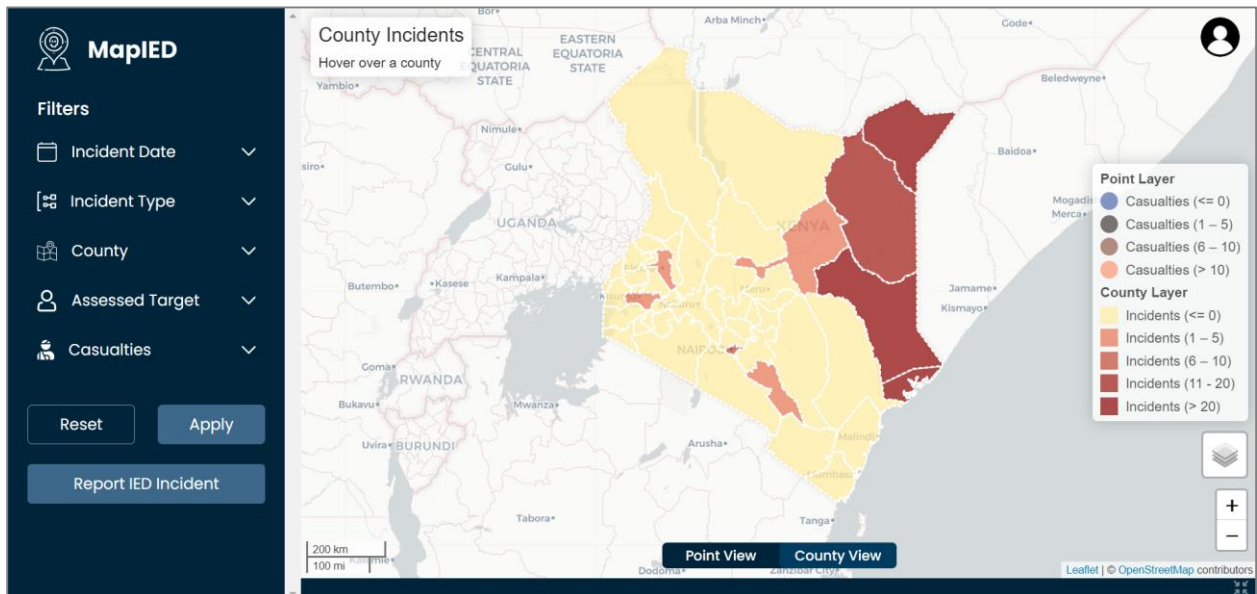 MapIED
Filters
Incident Date
Incident Type
County
Assessed Target
Casualties
Reset
Apply
Report IED Incident
County Incidents
Hover over a county
Bor•
Arba Minch•
Gode•
CENTRAL
EQUATORIA
STATE
EASTERN
EQUATORIA
STATE
Yambio•
Beledweyne•
Nimule•
Baidoa•
siro•
Gulu•
UGANDA
KENYA
Mogadis
Merca•
Kampala•
Butembo•
•Kasese
Meru•
Jamame•
Kismayo•
NAIROBI
Goma•
RWANDA
Bukavu•
Mwanza•
Uvira•
BURUNDI
Arusha•
Malindi•
Mombasa
Tabora•
Tanga•
Dodoma•
Zanzibar City•
Point Layer
Casualties (<= 0)
Casualties (1 – 5)
Casualties (6 – 10)
Casualties (> 10)
County Layer
Incidents (<= 0)
Incidents (1 – 5)
Incidents (6 – 10)
Incidents (11 - 20)
Incidents (> 20)
+
−
200 km
100 mi
Point View
County View
Leaflet | © OpenStreetMap contributors